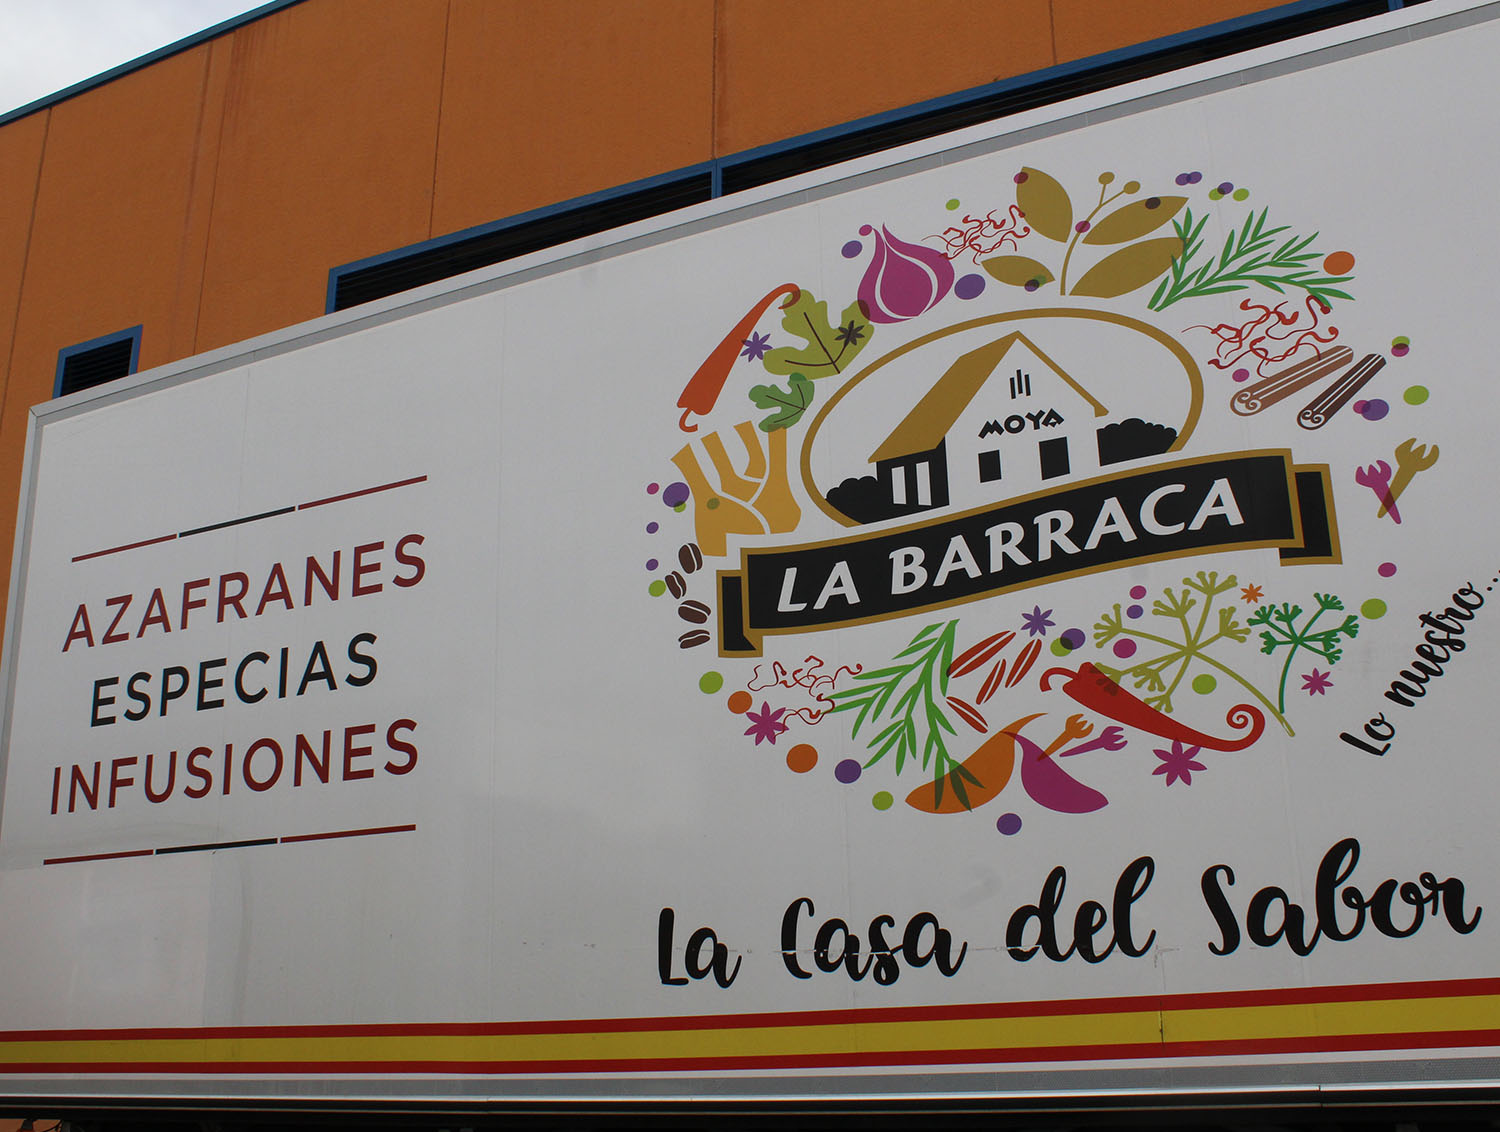 AZAFRANES
ESPECIAS
INFUSIONES
MOYA
LA BARRACA
Lo nuestro...
La Casa del Sabor